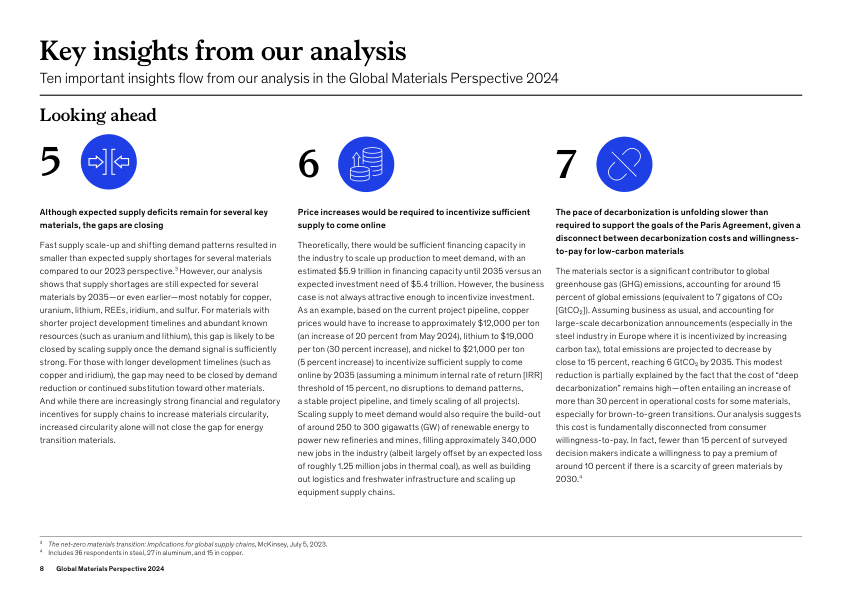 Key insights from our analysis
Ten important insights flow from our analysis in the Global Materials Perspective 2024
Looking ahead
5
Although expected supply deficits remain for several key
materials, the gaps are closing
Fast supply scale-up and shifting demand patterns resulted in
smaller than expected supply shortages for several materials
compared to our 2023 perspective.³ However, our analysis
shows that supply shortages are still expected for several
materials by 2035—or even earlier—most notably for copper,
uranium, lithium, REEs, iridium, and sulfur. For materials with
shorter project development timelines and abundant known
resources (such as uranium and lithium), this gap is likely to be
closed by scaling supply once the demand signal is sufficiently
strong. For those with longer development timelines (such as
copper and iridium), the gap may need to be closed by demand
reduction or continued substitution toward other materials.
And while there are increasingly strong financial and regulatory
incentives for supply chains to increase materials circularity,
increased circularity alone will not close the gap for energy
transition materials.
6
Price increases would be required to incentivize sufficient
supply to come online
Theoretically, there would be sufficient financing capacity in
the industry to scale up production to meet demand, with an
estimated $5.9 trillion in financing capacity until 2035 versus an
expected investment need of $5.4 trillion. However, the business
case is not always attractive enough to incentivize investment.
As an example, based on the current project pipeline, copper
prices would have to increase to approximately $12,000 per ton
(an increase of 20 percent from May 2024), lithium to $19,000
per ton (30 percent increase), and nickel to $21,000 per ton
(5 percent increase) to incentivize sufficient supply to come
online by 2035 (assuming a minimum internal rate of return [IRR]
threshold of 15 percent, no disruptions to demand patterns,
a stable project pipeline, and timely scaling of all projects).
Scaling supply to meet demand would also require the build-out
of around 250 to 300 gigawatts (GW) of renewable energy to
power new refineries and mines, filling approximately 340,000
new jobs in the industry (albeit largely offset by an expected loss
of roughly 1.25 million jobs in thermal coal), as well as building
out logistics and freshwater infrastructure and scaling up
equipment supply chains.
7
The pace of decarbonization is unfolding slower than
required to support the goals of the Paris Agreement, given a
disconnect between decarbonization costs and willingness-
to-pay for low-carbon materials
The materials sector is a significant contributor to global
greenhouse gas (GHG) emissions, accounting for around 15
percent of global emissions (equivalent to 7 gigatons of CO₂
[GtCO₂]). Assuming business as usual, and accounting for
large-scale decarbonization announcements (especially in the
steel industry in Europe where it is incentivized by increasing
carbon tax), total emissions are projected to decrease by
close to 15 percent, reaching 6 GtCO₂ by 2035. This modest
reduction is partially explained by the fact that the cost of “deep
decarbonization” remains high—often entailing an increase of
more than 30 percent in operational costs for some materials,
especially for brown-to-green transitions. Our analysis suggests
this cost is fundamentally disconnected from consumer
willingness-to-pay. In fact, fewer than 15 percent of surveyed
decision makers indicate a willingness to pay a premium of
around 10 percent if there is a scarcity of green materials by
2030.⁴
³ The net-zero materials transition: Implications for global supply chains, McKinsey, July 5, 2023.
⁴ Includes 36 respondents in steel, 27 in aluminum, and 15 in copper.
8 Global Materials Perspective 2024